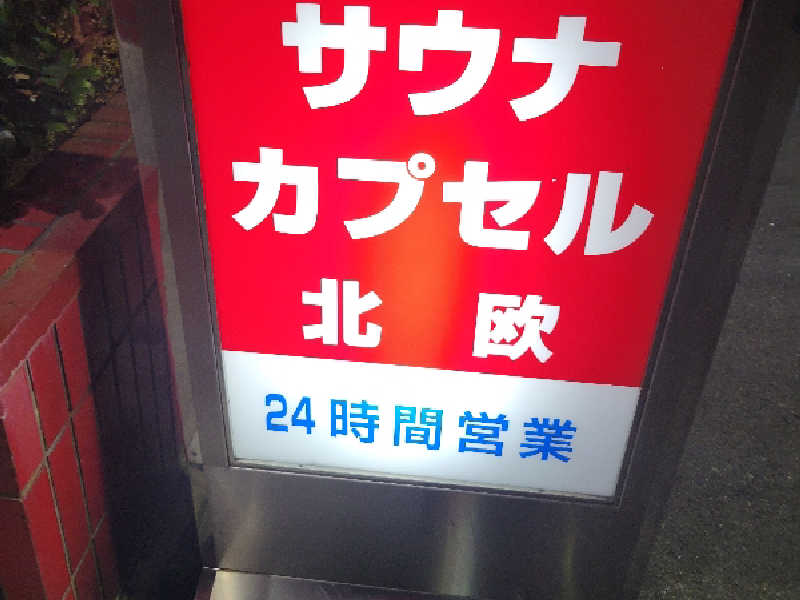 サウナ
カプセル
北 欧
24時間営業